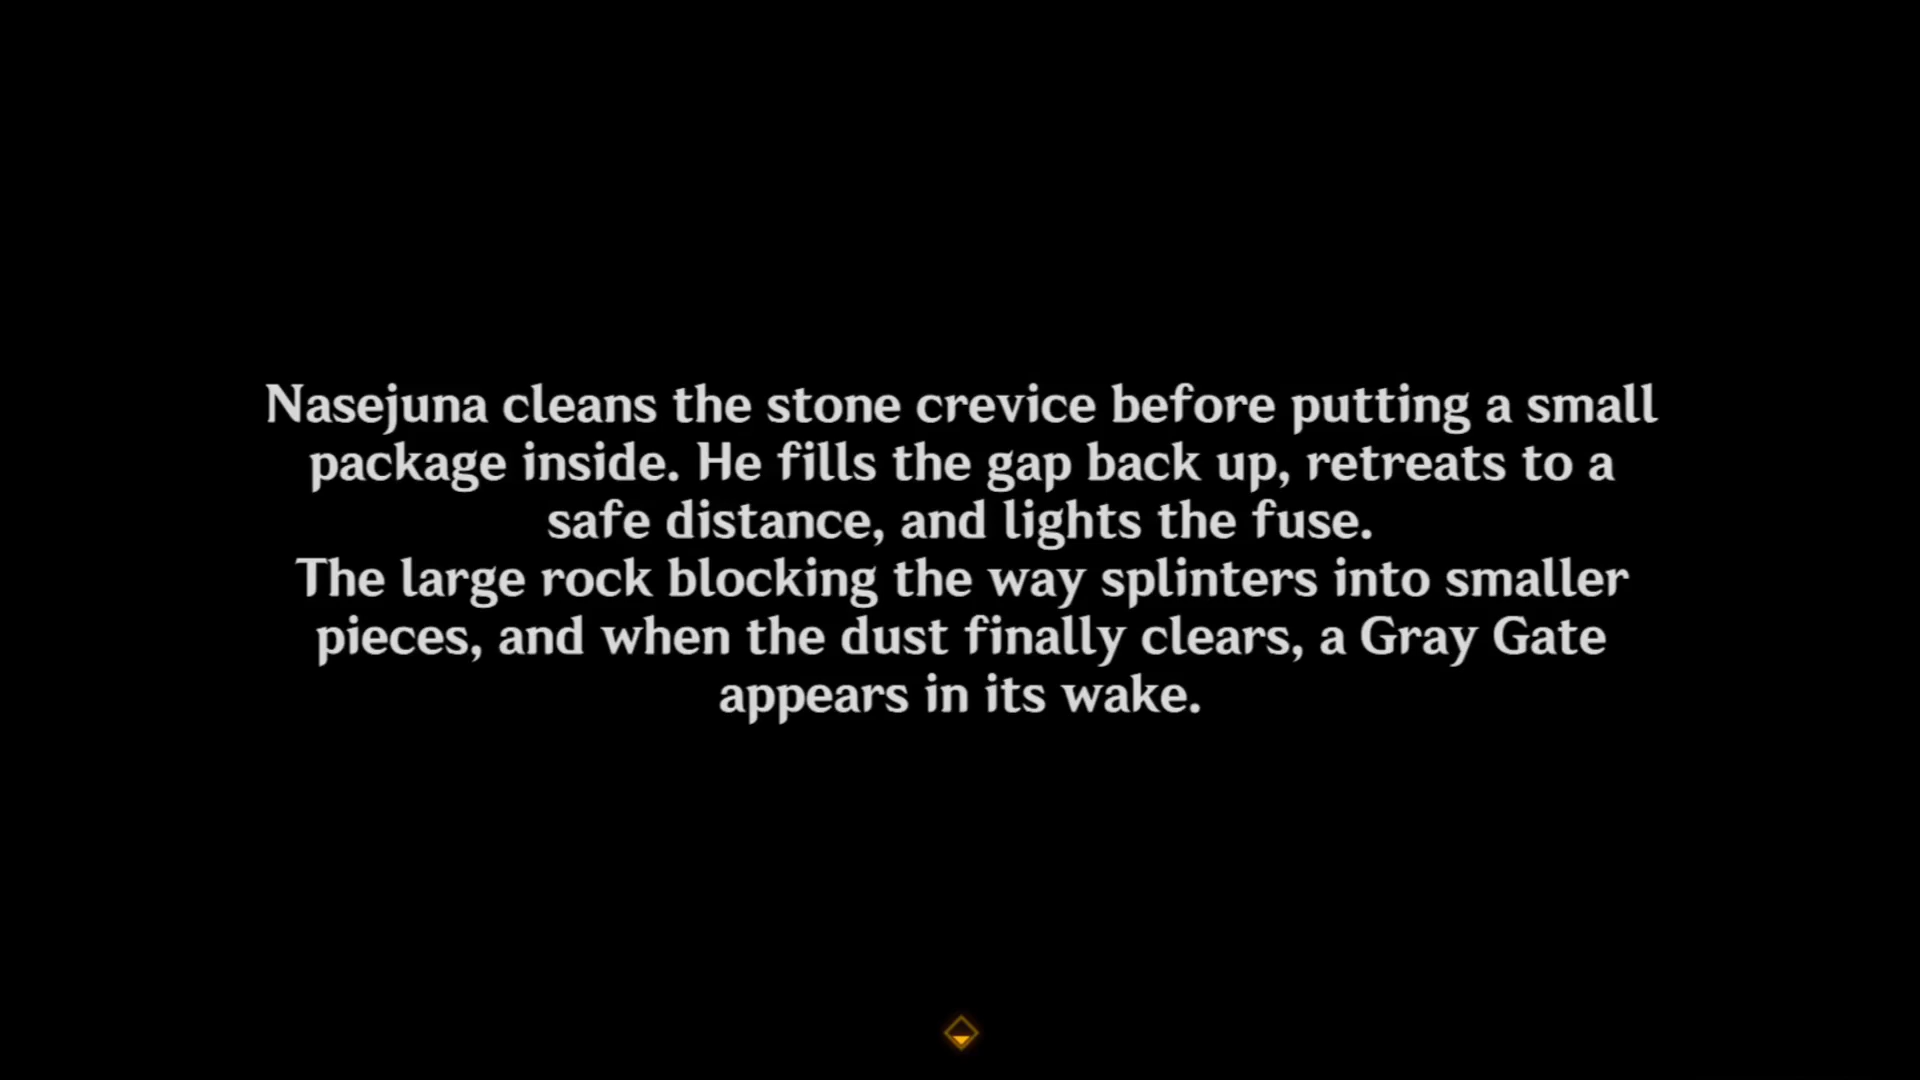 Nasejuna cleans the stone crevice before putting a small
package inside. He fills the gap back up, retreats to a
safe distance, and lights the fuse.
The large rock blocking the way splinters into smaller
pieces, and when the dust finally clears, a Gray Gate
appears in its wake.